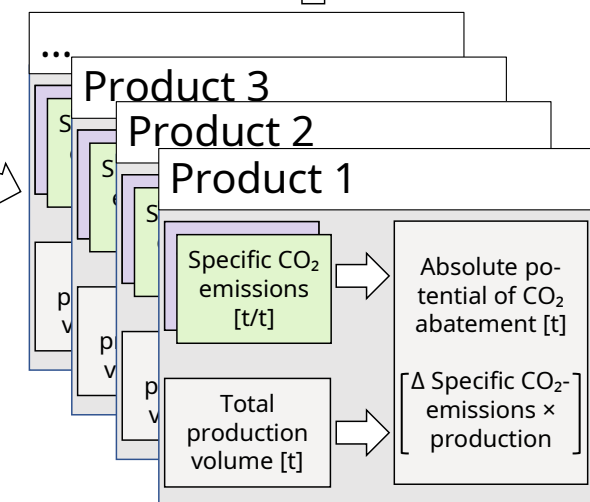 ...
Product 3
Product 2
Product 1
Specific CO₂
emissions
[t/t]
Absolute po-
tential of CO₂
abatement [t]
Δ Specific CO₂-
emissions ×
production
Total
production
volume [t]